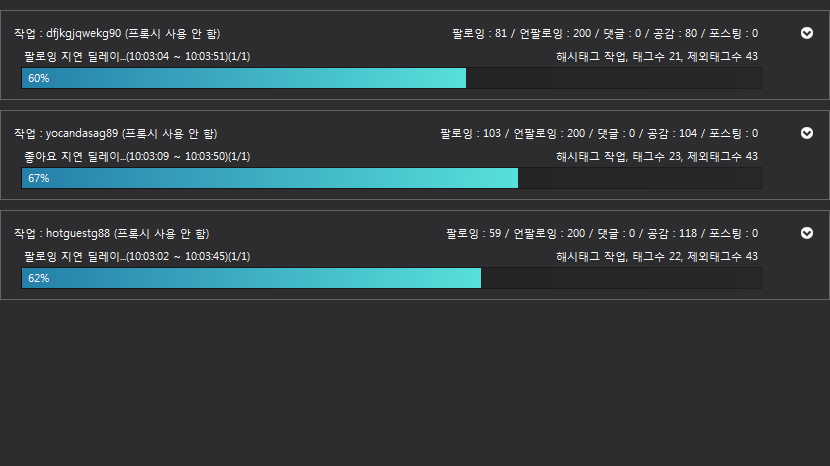 작업 : dfjkgjqwekg90 (프록시 사용 안 함) 팔로잉 : 81 / 언팔로잉 : 200 / 댓글 : 0 / 공감 : 80 / 포스팅 : 0
팔로잉 지연 딜레이...(10:03:04 ~ 10:03:51)(1/1) 해시태그 작업, 태그수 21, 제외태그수 43
60%
작업 : yocandasag89 (프록시 사용 안 함) 팔로잉 : 103 / 언팔로잉 : 200 / 댓글 : 0 / 공감 : 104 / 포스팅 : 0
좋아요 지연 딜레이...(10:03:09 ~ 10:03:50)(1/1) 해시태그 작업, 태그수 23, 제외태그수 43
67%
작업 : hotguestg88 (프록시 사용 안 함) 팔로잉 : 59 / 언팔로잉 : 200 / 댓글 : 0 / 공감 : 118 / 포스팅 : 0
팔로잉 지연 딜레이...(10:03:02 ~ 10:03:45)(1/1) 해시태그 작업, 태그수 22, 제외태그수 43
62%